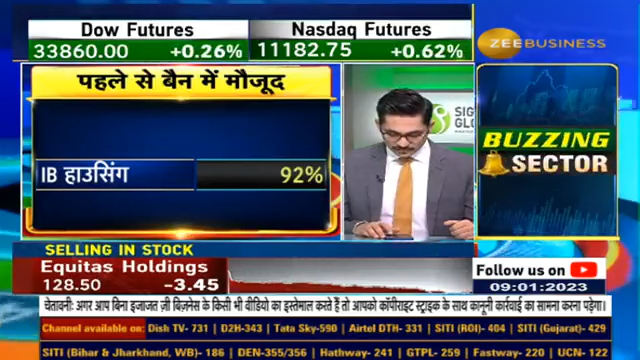 Dow Futures
33860.00 +0.26%
Nasdaq Futures
11182.75 +0.62%
ZEEBUSINESS
पहले से बैन में मौजूद
IB हाउसिंग 92%
SIG
GLO
BUZZING
SECTOR
SELLING IN STOCK
Equitas Holdings
128.50 -3.45
Follow us on
09:01:2023
चेतावनी: अगर आप बिना इजाजत ज़ी बिज़नेस के किसी भी वीडियो का इस्तेमाल करते हैं तो आपको कॉपीराइट स्ट्राइक के साथ कानूनी कार्रवाई का सामना करना पड़ेगा।
Channel available on: Dish TV- 731 | D2H-343 | Tata Sky-590 | Airtel DTH- 331 | SITI (ROI)- 404 | SITI (Gujarat)- 429
SITI (Bihar & Jharkhand, WB)- 186 | DEN-355/356 | Hathway- 241 | GTPL- 259 | Fastway- 220 | UCN- 122